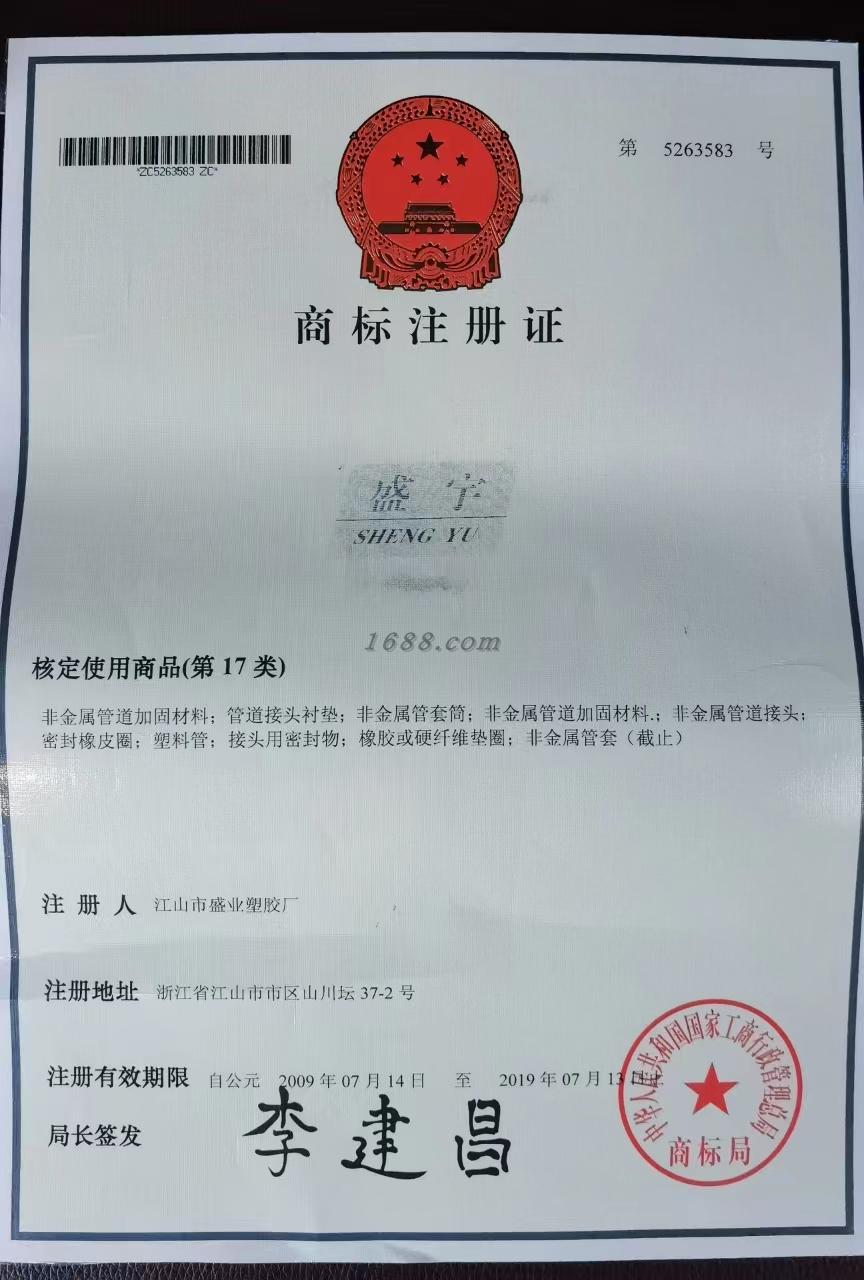 第 5263583 号
*ZC5263583 ZC*
商标注册证
盛宇
SHENG YU
1688.com
核定使用商品(第 17 类)
非金属管道加固材料；管道接头衬垫；非金属管套筒；非金属管道加固材料.；非金属管道接头；
密封橡皮圈；塑料管；接头用密封物；橡胶或硬纤维垫圈；非金属管套（截止）
注册人 江山市盛业塑胶厂
注册地址 浙江省江山市市区山川坛 37-2 号
注册有效期限 自公元 2009 年 07 月 14 日 至 2019 年 07 月 13 日
局长签发 李建昌
中华人民共和国国家工商行政管理总局
商标局